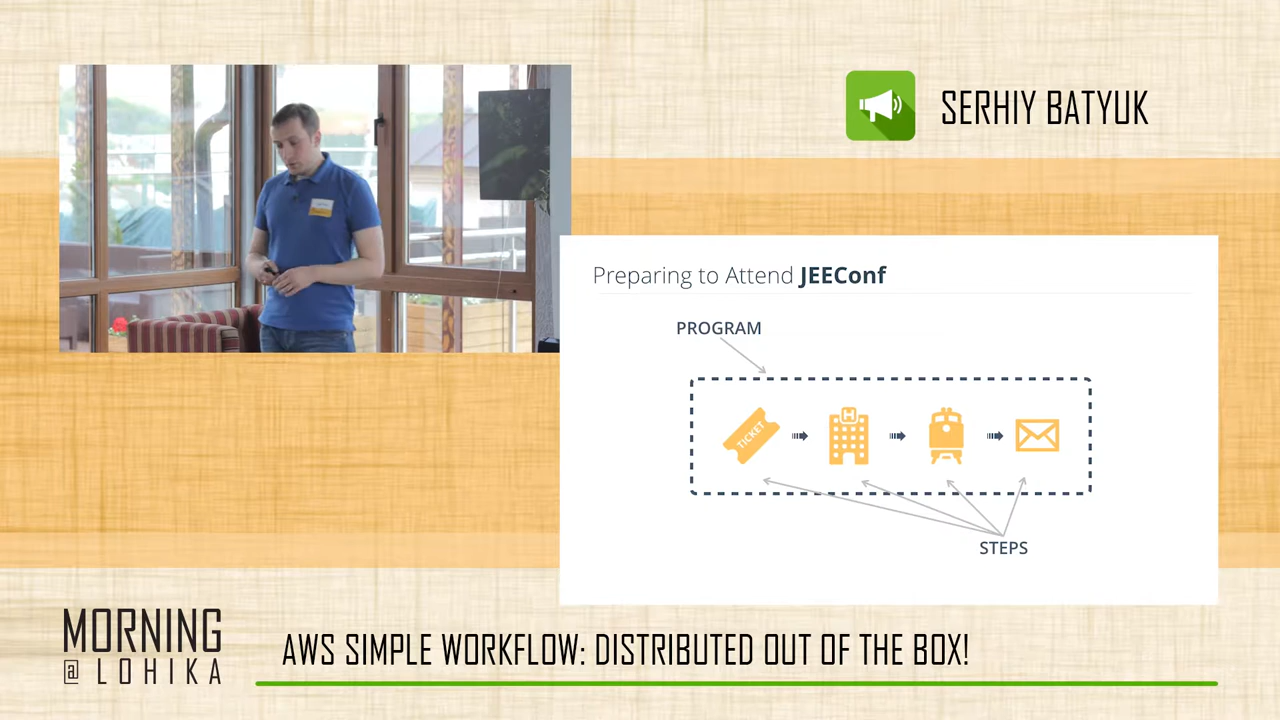 SERHIY BATYUK
Preparing to Attend JEEConf
PROGRAM
TICKET
H
STEPS
MORNING
@ LOHIKA
AWS SIMPLE WORKFLOW: DISTRIBUTED OUT OF THE BOX!